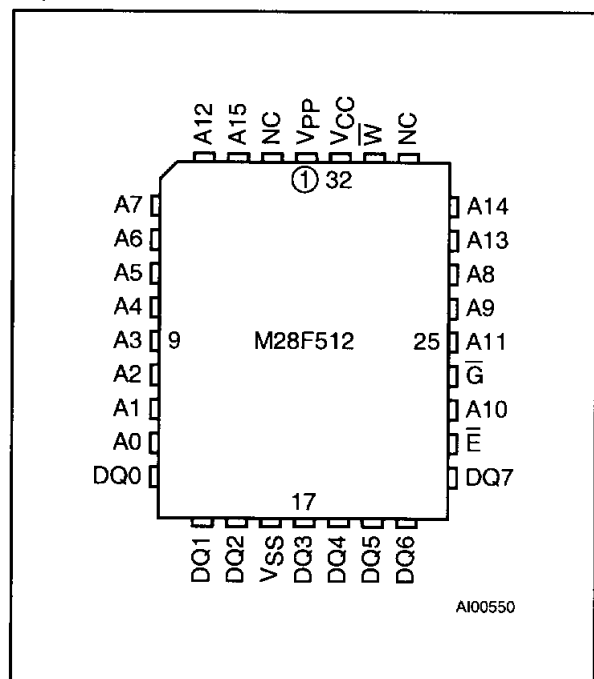 A12 A15 NC VPP VCC W̅ NC
① 32
A7 A14
A6 A13
A5 A8
A4 A9
A3 9 M28F512 25 A11
A2 G̅
A1 A10
A0 E̅
DQ0 DQ7
17
DQ1 DQ2 VSS DQ3 DQ4 DQ5 DQ6
AI00550